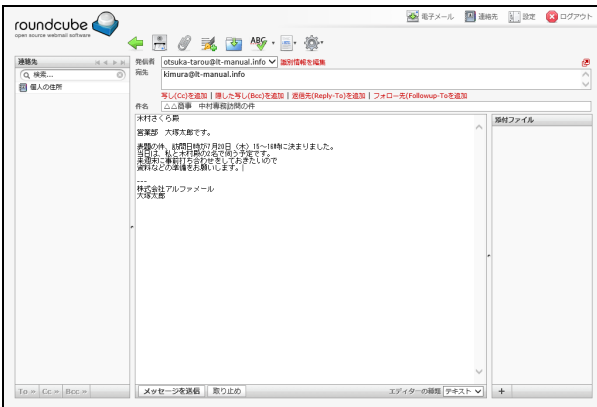 roundcube
open source webmail software
電子メール 連絡先 設定 ログアウト
ABC
連絡先
検索...
個人の住所
発信者 otsuka-tarou@lt-manual.info 識別情報を編集
宛先 kimura@lt-manual.info
写し(Cc)を追加 | 隠した写し(Bcc)を追加 | 返信先(Reply-To)を追加 | フォロー先(Followup-To)を追加
件名 △△商事 中村専務訪問の件
木村さくら殿
営業部 大塚太郎です。
表題の件、訪問日時が7月20日（水）15～16時に決まりました。
当日は、私と木村殿の2名で伺う予定です。
来週末に事前打ち合わせをしておきたいので
資料などの準備をお願いします。
---
株式会社アルファメール
大塚太郎
添付ファイル
To » Cc » Bcc »
メッセージを送信 取り止め
エディターの種類 テキスト
+